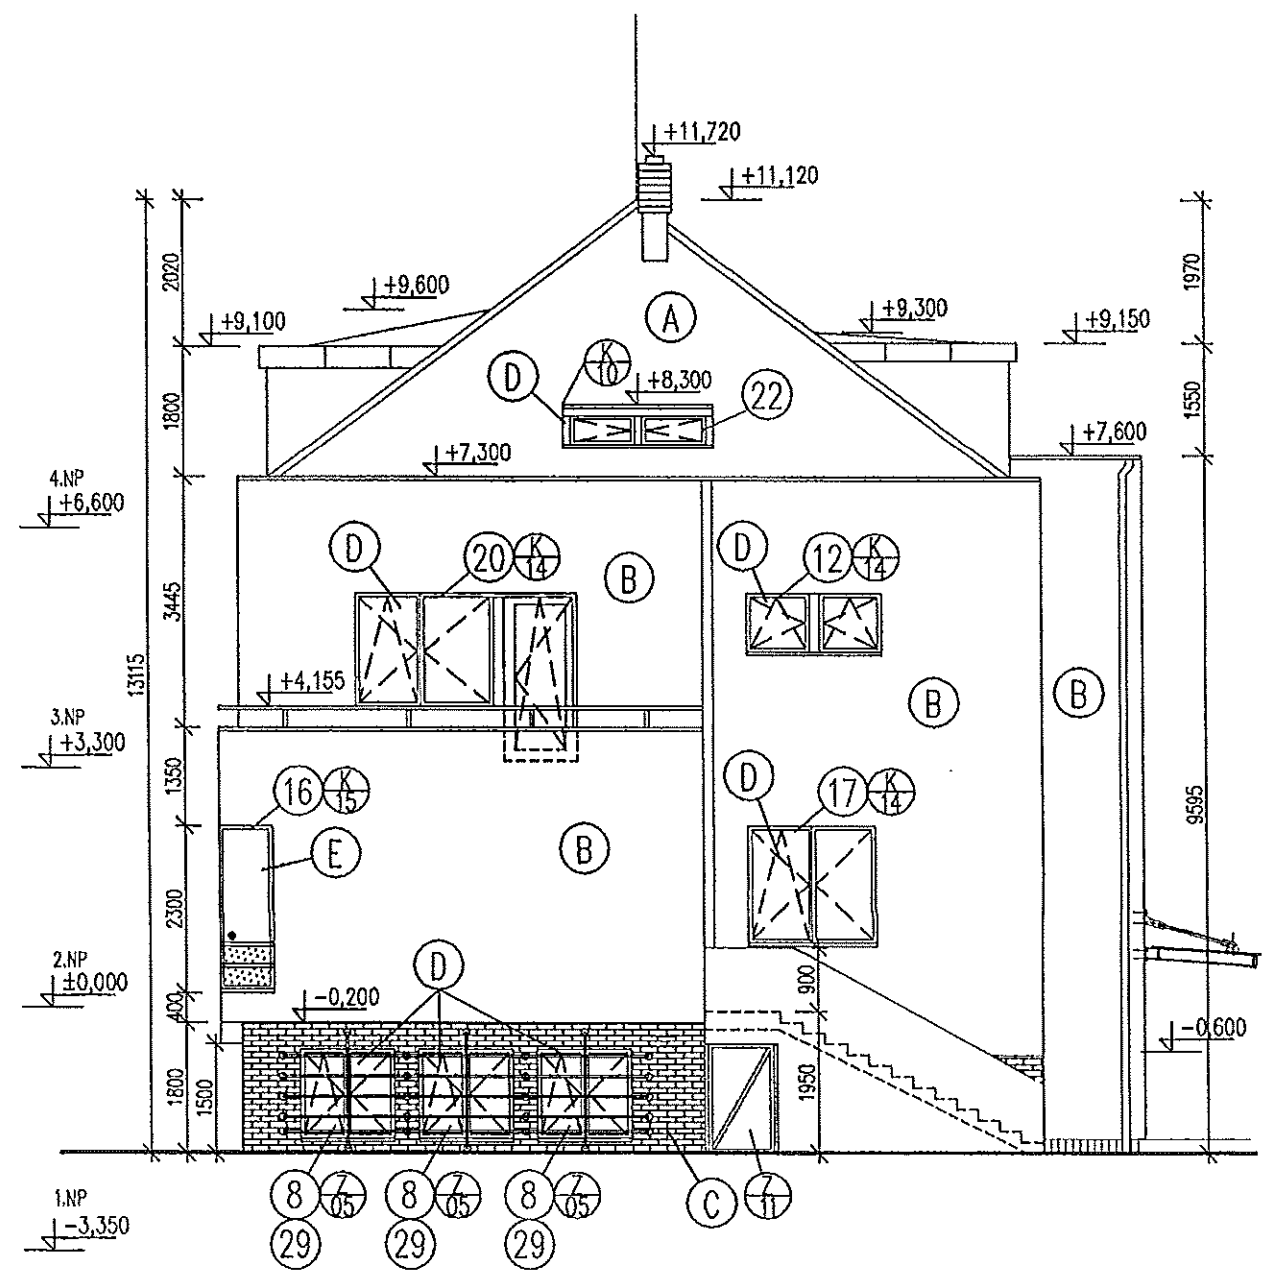 +11,720
+11,120
2020
1970
+9,600
+9,300
+9,100
+9,150
A
K
10
D
+8,300
22
1800
1550
+7,600
+7,300
4.NP
+6,600
D
20
K
14
B
D
12
K
14
3445
13115
+4,155
B
B
3.NP
+3,300
1350
16
K
15
E
B
D
17
K
14
9595
2300
2.NP
±0,000
D
900
400
-0,200
-0,600
1800
1500
1950
8
Z
05
8
Z
05
8
Z
05
C
Z
11
29
29
29
1.NP
-3,350